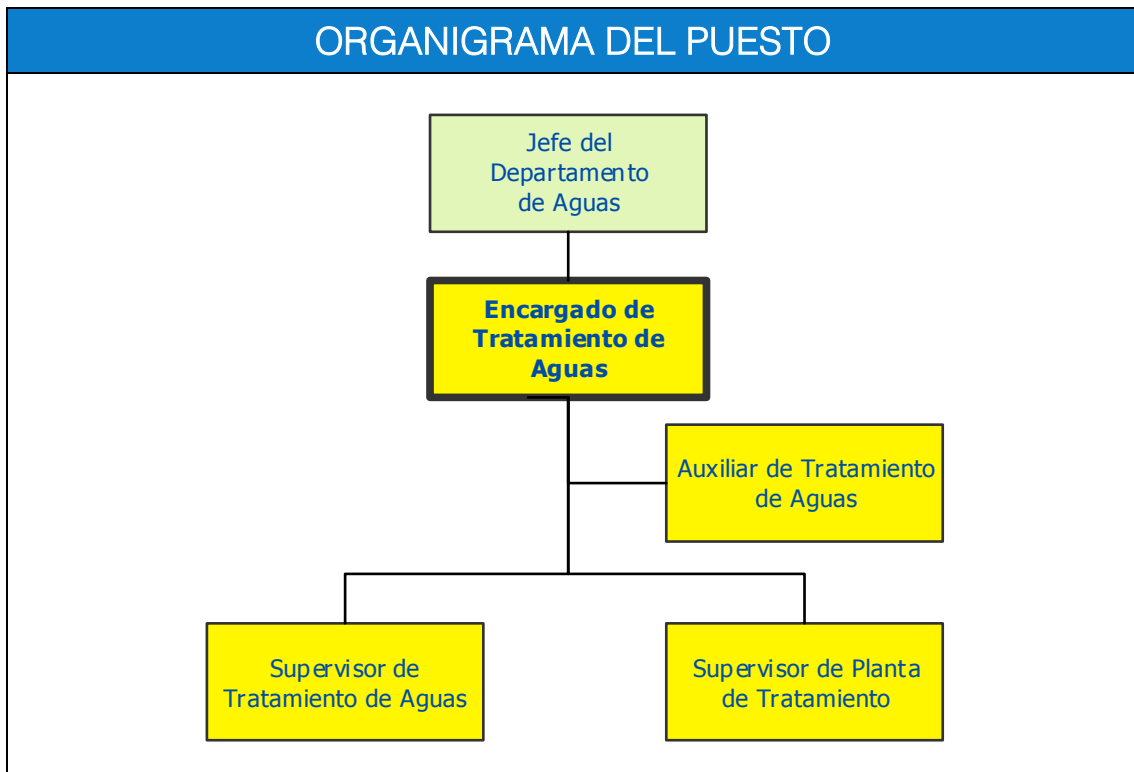 ORGANIGRAMA DEL PUESTO
Jefe del
Departamento
de Aguas
Encargado de
Tratamiento de
Aguas
Auxiliar de Tratamiento
de Aguas
Supervisor de
Tratamiento de Aguas
Supervisor de Planta
de Tratamiento